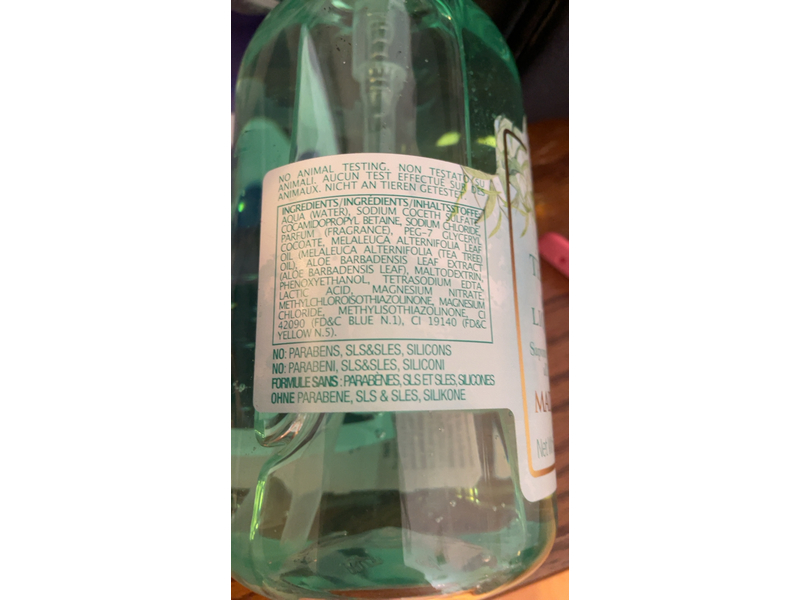 NO ANIMAL TESTING. NON TESTATO SU
ANIMALI. AUCUN TEST EFFECTUÉ SUR DES
ANIMAUX. NICHT AN TIEREN GETESTET.
INGREDIENTS/INGRÉDIENTS/INHALTSSTOFFE:
AQUA (WATER), SODIUM COCETH SULFATE,
COCAMIDOPROPYL BETAINE, SODIUM CHLORIDE,
PARFUM (FRAGRANCE), PEG-7 GLYCERYL
COCOATE, MELALEUCA ALTERNIFOLIA LEAF
OIL (MELALEUCA ALTERNIFOLIA (TEA TREE)
OIL), ALOE BARBADENSIS LEAF EXTRACT
(ALOE BARBADENSIS LEAF), MALTODEXTRIN,
PHENOXYETHANOL, TETRASODIUM EDTA,
LACTIC ACID, MAGNESIUM NITRATE,
METHYLCHLOROISOTHIAZOLINONE, MAGNESIUM
CHLORIDE, METHYLISOTHIAZOLINONE, CI
42090 (FD&C BLUE N.1), CI 19140 (FD&C
YELLOW N.5).
NO: PARABENS, SLS&SLES, SILICONS
NO: PARABENI, SLS&SLES, SILICONI
FORMULE SANS : PARABÈNES, SLS ET SLES, SILICONES
OHNE PARABENE, SLS & SLES, SILIKONE